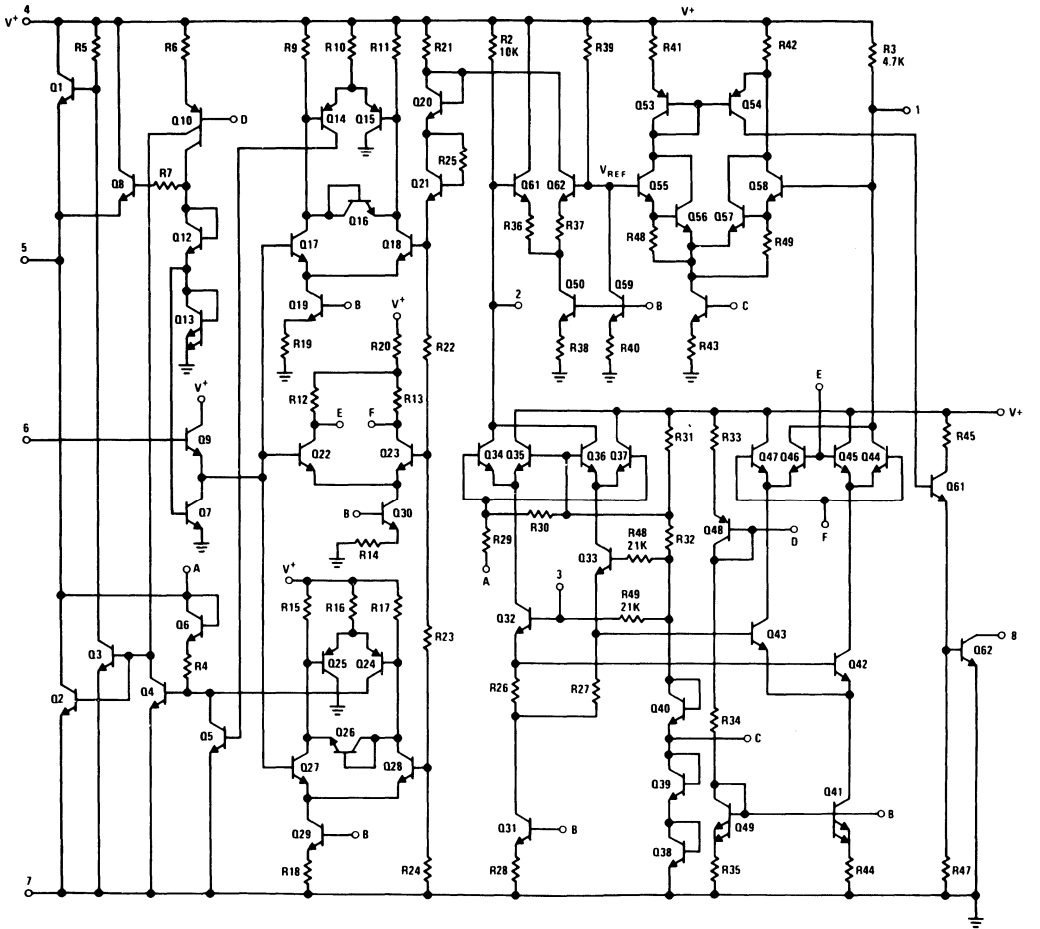 V+ 4
V+
R5
R6
R9
R10
R11
R21
R2
10K
R39
R41
R42
R3
4.7K
Q1
Q10
D
Q14
Q15
Q20
Q53
Q54
1
R25
Q8
R7
Q21
Q61
Q62
VREF
Q55
Q56
Q57
Q58
Q16
R36
R37
R48
R49
Q12
Q17
Q18
5
Q13
Q19
B
Q50
Q59
B
C
2
V+
R19
R20
R22
R38
R40
R43
V+
R12
R13
E
6
Q9
E
F
V+
R31
R33
R45
Q22
Q23
Q34
Q35
Q36
Q37
Q47
Q46
Q45
Q44
Q61
Q7
B
Q30
R14
R30
R29
R32
Q48
D
F
A
V+
A
Q33
R48
21K
3
R49
21K
R15
R16
R17
Q6
R23
Q32
Q43
8
Q3
R4
Q25
Q24
Q42
Q62
Q2
Q4
R26
R27
Q40
R34
Q5
Q26
C
Q27
Q28
Q39
Q41
Q29
B
Q31
B
Q49
B
Q38
7
R18
R24
R28
R35
R44
R47